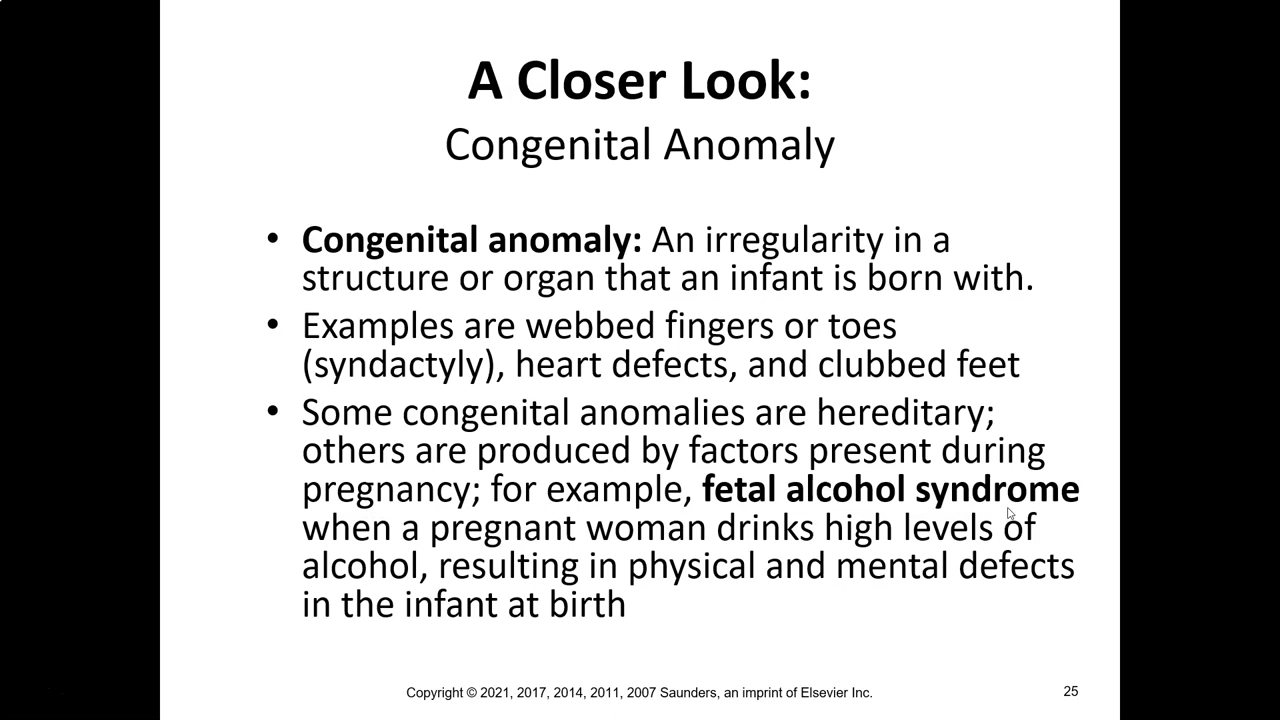 A Closer Look:
Congenital Anomaly
• Congenital anomaly: An irregularity in a
structure or organ that an infant is born with.
• Examples are webbed fingers or toes
(syndactyly), heart defects, and clubbed feet
• Some congenital anomalies are hereditary;
others are produced by factors present during
pregnancy; for example, fetal alcohol syndrome
when a pregnant woman drinks high levels of
alcohol, resulting in physical and mental defects
in the infant at birth
Copyright © 2021, 2017, 2014, 2011, 2007 Saunders, an imprint of Elsevier Inc.
25